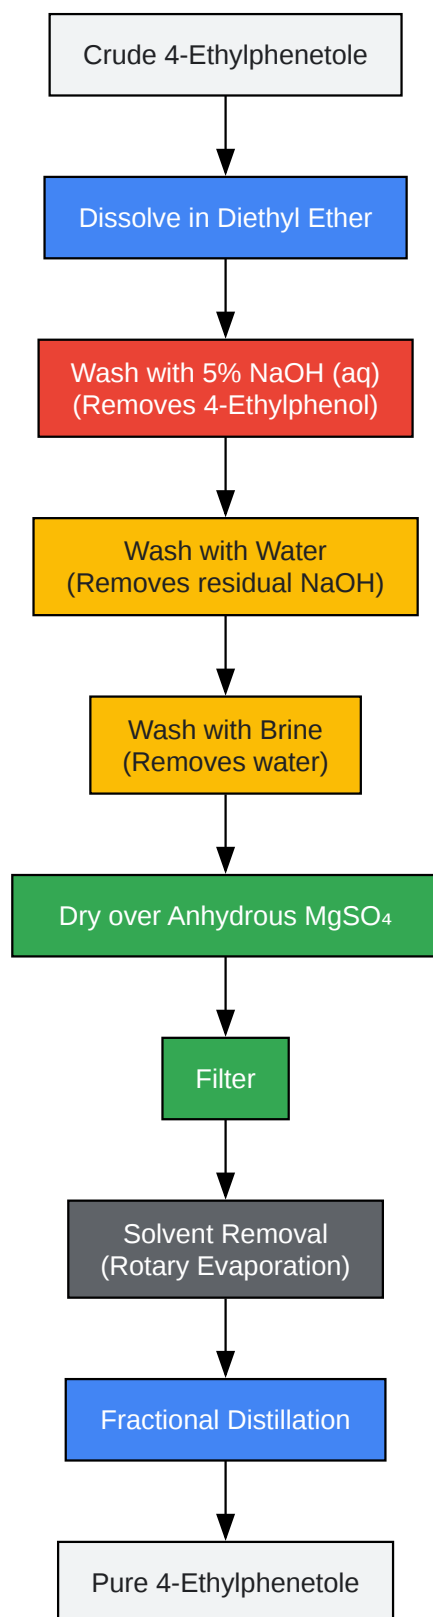 Crude 4-Ethylphenetole
Dissolve in Diethyl Ether
Wash with 5% NaOH (aq)
(Removes 4-Ethylphenol)
Wash with Water
(Removes residual NaOH)
Wash with Brine
(Removes water)
Dry over Anhydrous MgSO₄
Filter
Solvent Removal
(Rotary Evaporation)
Fractional Distillation
Pure 4-Ethylphenetole